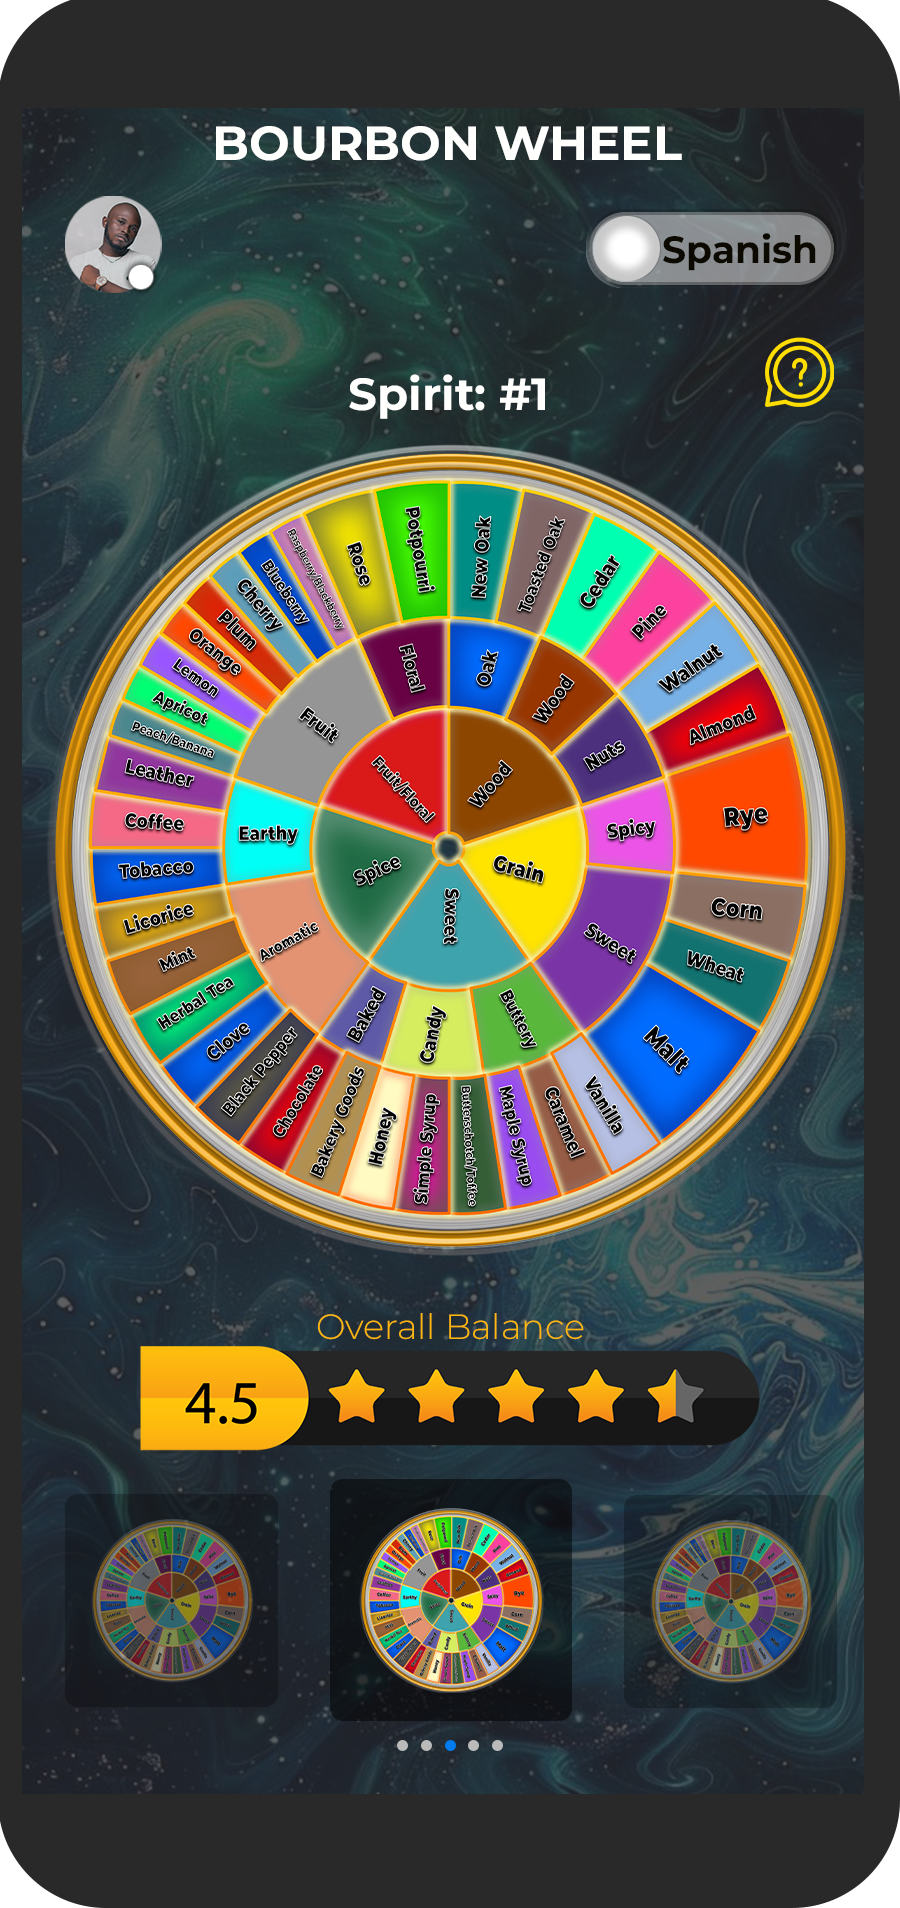 BOURBON WHEEL
Spanish
Spirit: #1
?
Potpourri
New Oak
Toasted Oak
Cedar
Pine
Walnut
Almond
Rye
Corn
Wheat
Malt
Vanilla
Caramel
Maple Syrup
Butterschotch/Toffee
Simple Syrup
Honey
Bakery Goods
Chocolate
Black Pepper
Clove
Herbal Tea
Mint
Licorice
Tobacco
Coffee
Leather
Peach/Banana
Apricot
Lemon
Orange
Plum
Cherry
Blueberry
Raspberry/Blackberry
Rose
Floral
Oak
Wood
Nuts
Spicy
Sweet
Buttery
Candy
Baked
Aromatic
Earthy
Fruit
Fruit/Floral
Wood
Grain
Sweet
Spice
Overall Balance
4.5